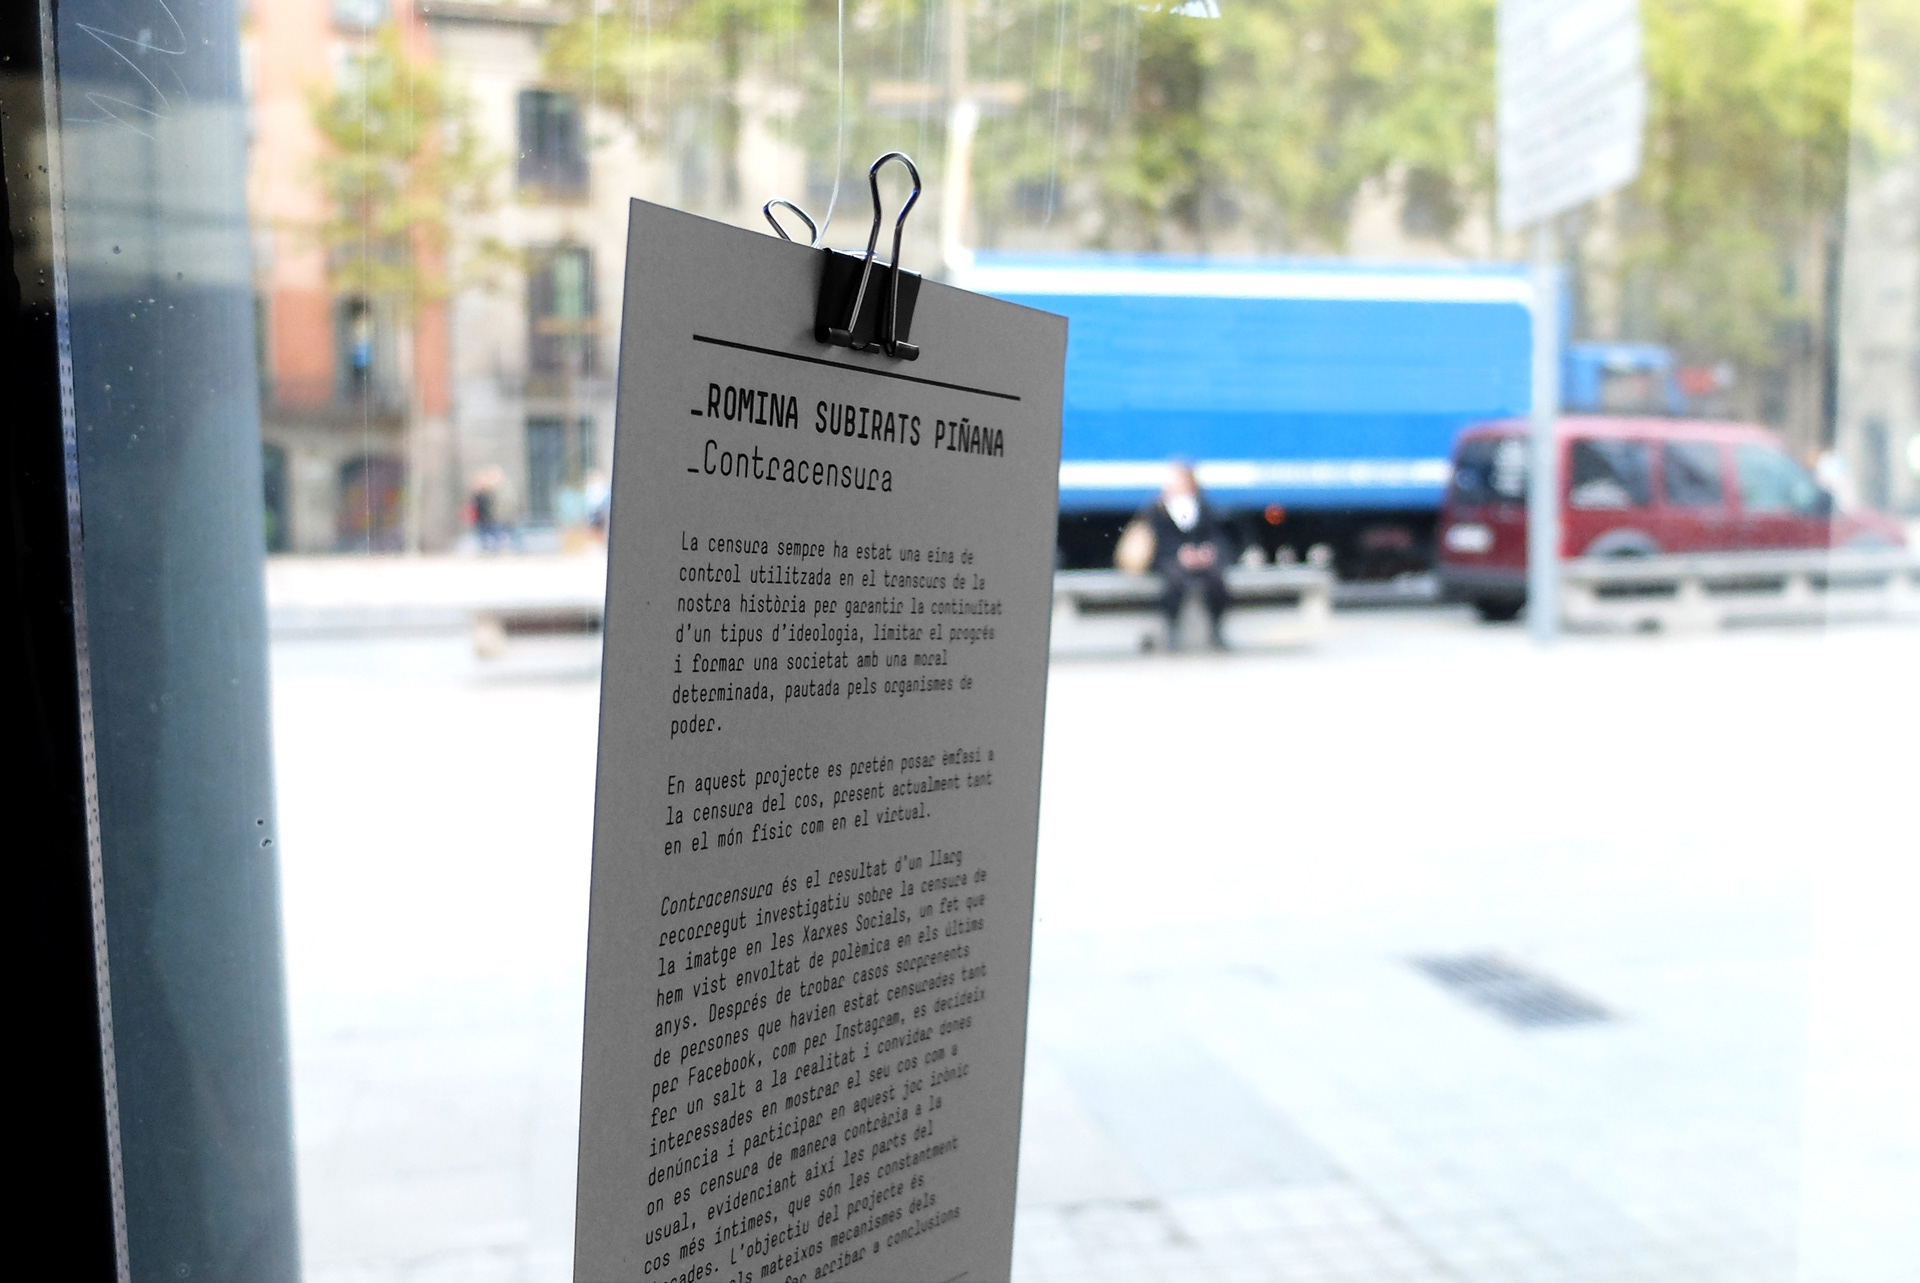 _ROMINA SUBIRATS PIÑANA
_Contracensura
La censura sempre ha estat una eina de
control utilitzada en el transcurs de la
nostra història per garantir la continuïtat
d'un tipus d'ideologia, limitar el progrés
i formar una societat amb una moral
determinada, pautada pels organismes de
poder.
En aquest projecte es pretén posar èmfasi a
la censura del cos, present actualment tant
en el món físic com en el virtual.
Contracensura és el resultat d'un llarg
recorregut investigatiu sobre la censura de
la imatge en les Xarxes Socials, un fet que
hem vist envoltat de polèmica en els últims
anys. Després de trobar casos sorprenents
de persones que havien estat censurades tant
per Facebook, com per Instagram, es decideix
fer un salt a la realitat i convidar dones
interessades en mostrar el seu cos com a
denúncia i participar en aquest joc irònic
on es censura de manera contrària a la
usual, evidenciant així les parts del
cos més íntimes, que són les constantment
L'objectiu del projecte és
els mateixos mecanismes dels
fer arribar a conclusions